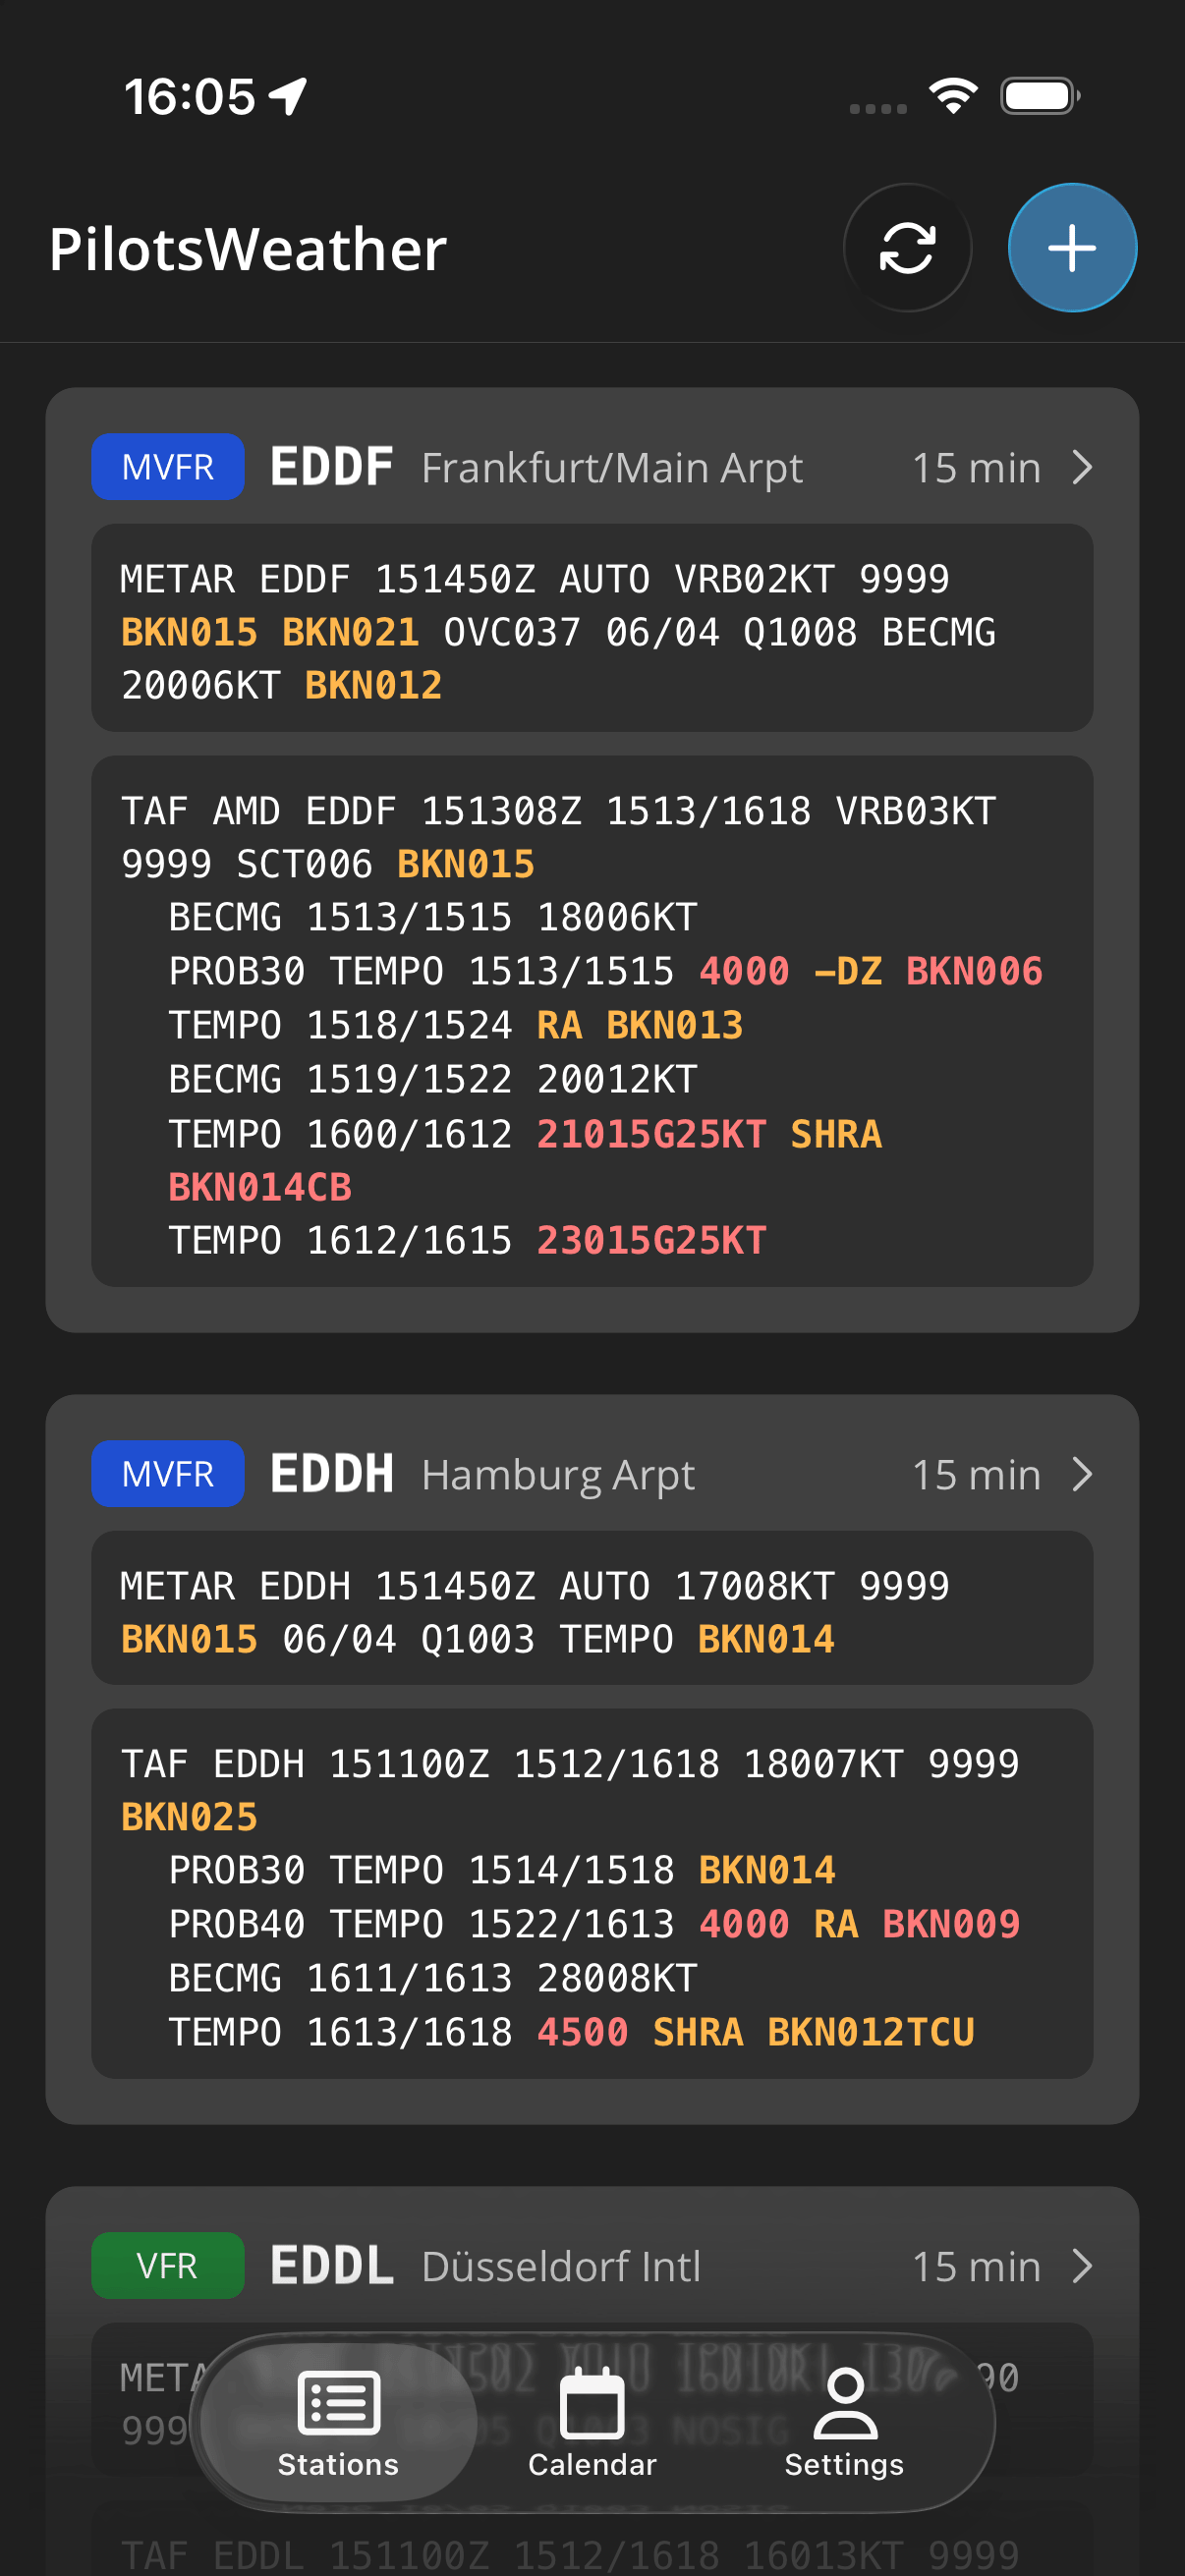 16:05
PilotsWeather
MVFR EDDF Frankfurt/Main Arpt 15 min
METAR EDDF 151450Z AUTO VRB02KT 9999
BKN015 BKN021 OVC037 06/04 Q1008 BECMG
20006KT BKN012
TAF AMD EDDF 151308Z 1513/1618 VRB03KT
9999 SCT006 BKN015
BECMG 1513/1515 18006KT
PROB30 TEMPO 1513/1515 4000 -DZ BKN006
TEMPO 1518/1524 RA BKN013
BECMG 1519/1522 20012KT
TEMPO 1600/1612 21015G25KT SHRA
BKN014CB
TEMPO 1612/1615 23015G25KT
MVFR EDDH Hamburg Arpt 15 min
METAR EDDH 151450Z AUTO 17008KT 9999
BKN015 06/04 Q1003 TEMPO BKN014
TAF EDDH 151100Z 1512/1618 18007KT 9999
BKN025
PROB30 TEMPO 1514/1518 BKN014
PROB40 TEMPO 1522/1613 4000 RA BKN009
BECMG 1611/1613 28008KT
TEMPO 1613/1618 4500 SHRA BKN012TCU
VFR EDDL Düsseldorf Intl 15 min
NOSIG
Stations Calendar Settings
TAF EDDL 151100Z 1512/1618 16013KT 9999